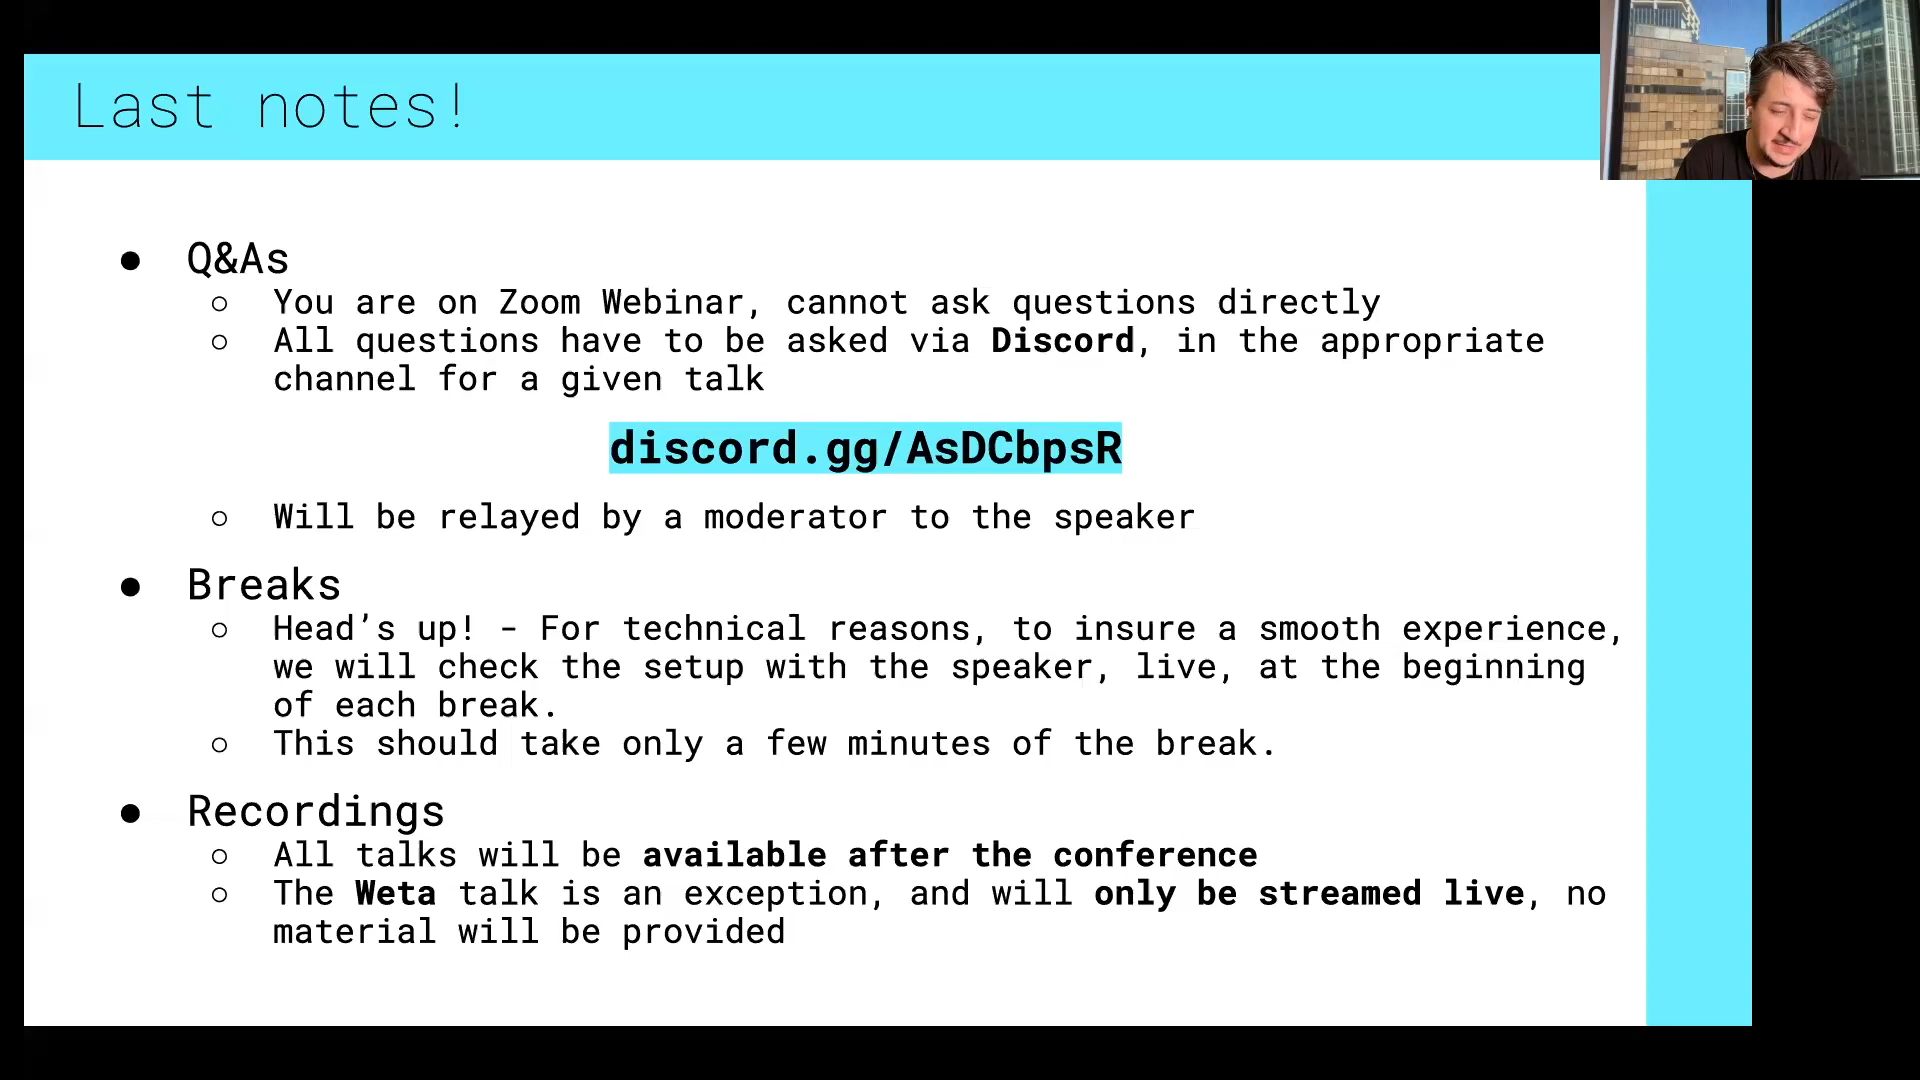 Last notes!
● Q&As
○ You are on Zoom Webinar, cannot ask questions directly
○ All questions have to be asked via Discord, in the appropriate
channel for a given talk
discord.gg/AsDCbpsR
○ Will be relayed by a moderator to the speaker
● Breaks
○ Head’s up! - For technical reasons, to insure a smooth experience,
we will check the setup with the speaker, live, at the beginning
of each break.
○ This should take only a few minutes of the break.
● Recordings
○ All talks will be available after the conference
○ The Weta talk is an exception, and will only be streamed live, no
material will be provided